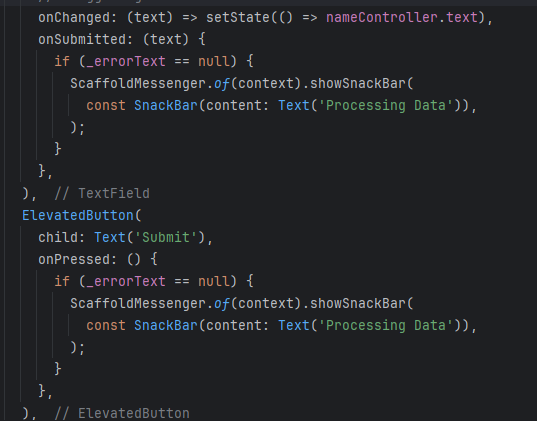 onChanged: (text) => setState(() => nameController.text),
onSubmitted: (text) {
if (_errorText == null) {
ScaffoldMessenger.of(context).showSnackBar(
const SnackBar(content: Text('Processing Data')),
);
}
},
), // TextField
ElevatedButton(
child: Text('Submit'),
onPressed: () {
if (_errorText == null) {
ScaffoldMessenger.of(context).showSnackBar(
const SnackBar(content: Text('Processing Data')),
);
}
},
), // ElevatedButton